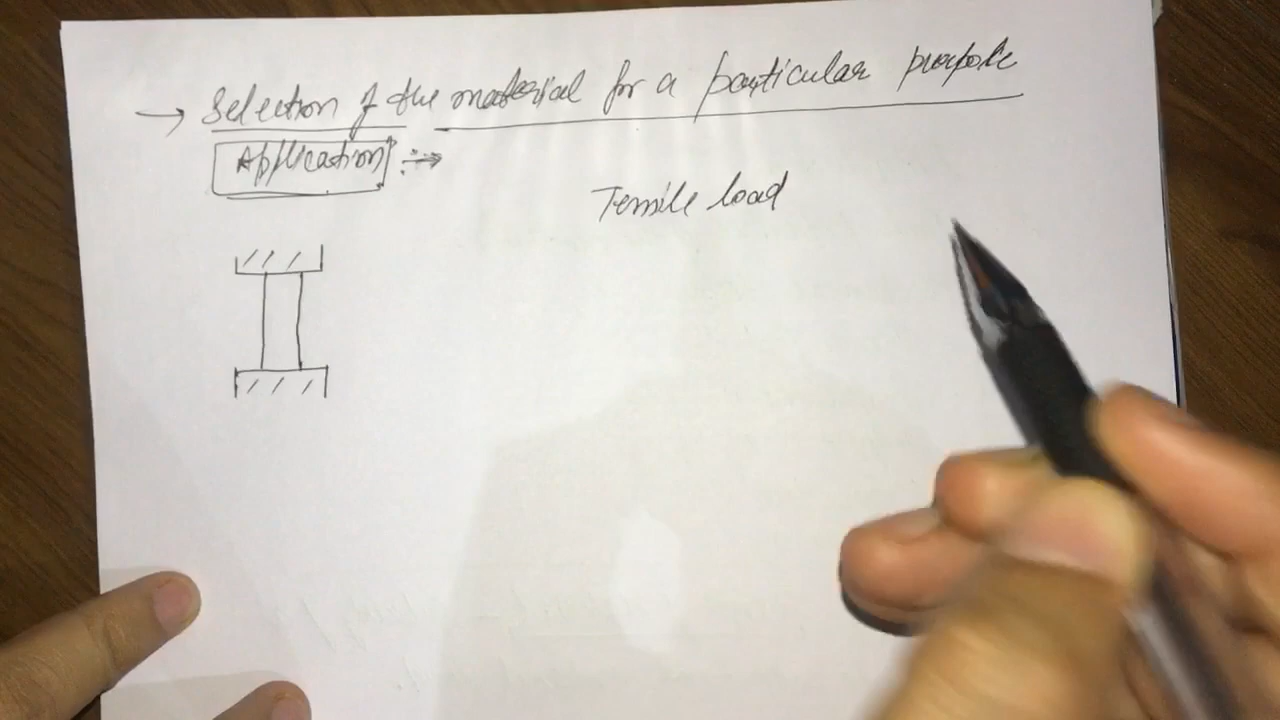 → Selection of the material for a particular purpose
Application :→
Tensile load